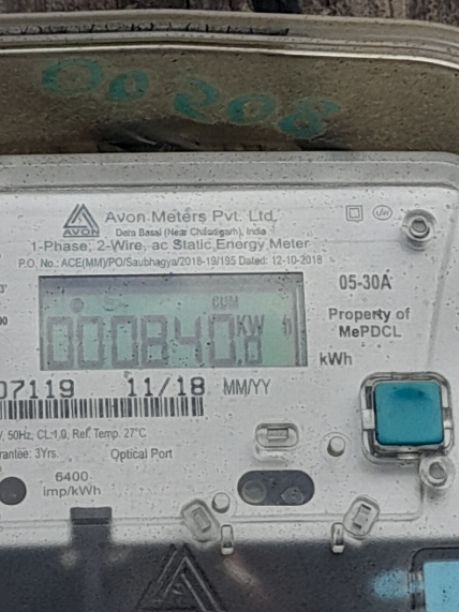 00208
AVON
Avon Meters Pvt. Ltd.
Dera Bassi (Near Chandigarh), India
1-Phase, 2-Wire, ac Static Energy Meter
P.O. No.: ACE(MM)/PO/Saubhagya/2018-19/195 Dated: 12-10-2018
05-30A
CUM
000840.0 KW h
Property of
MePDCL
kWh
07119 11/18 MM/YY
50Hz, CL:1.0, Ref. Temp. 27°C
rantee: 3Yrs. Optical Port
6400
imp/kWh